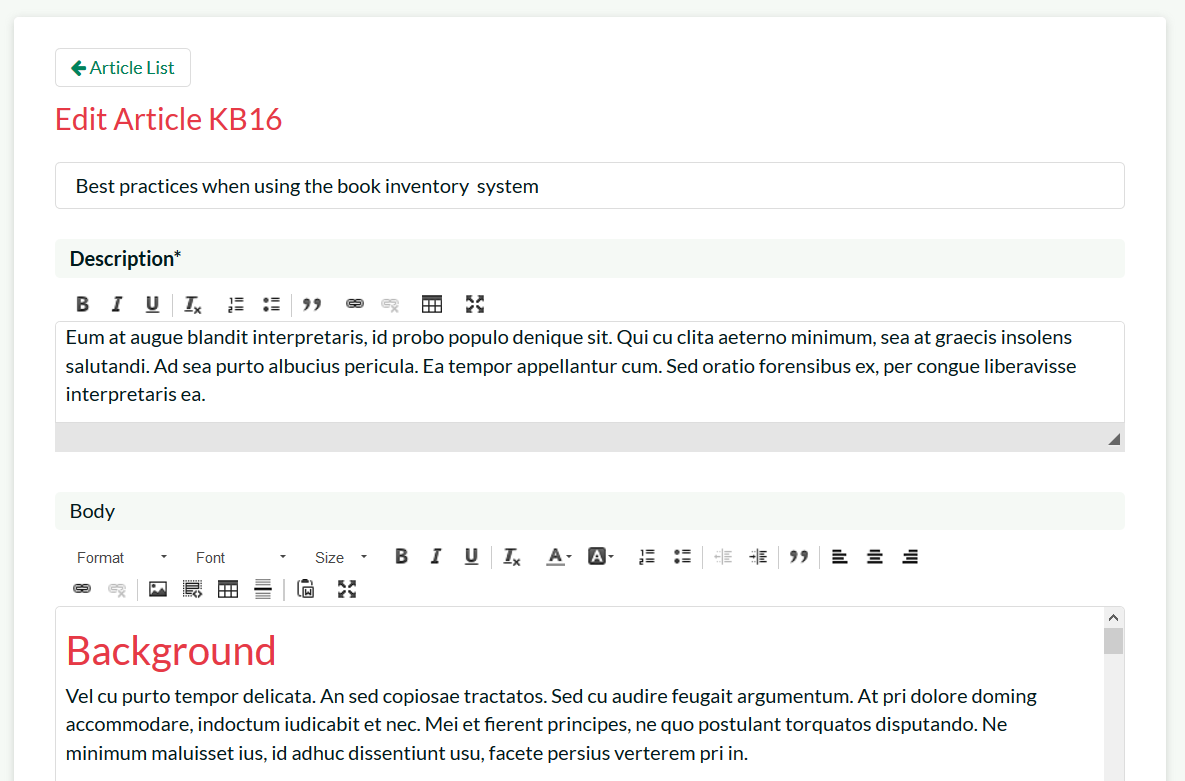 Article List
Edit Article KB16
Best practices when using the book inventory  system
Description*
Eum at augue blandit interpretaris, id probo populo denique sit. Qui cu clita aeterno minimum, sea at graecis insolens
salutandi. Ad sea purto albucius pericula. Ea tempor appellantur cum. Sed oratio forensibus ex, per congue liberavisse
interpretaris ea.
Body
Format Font Size
Background
Vel cu purto tempor delicata. An sed copiosae tractatos. Sed cu audire feugait argumentum. At pri dolore doming
accommodare, indoctum iudicabit et nec. Mei et fierent principes, ne quo postulant torquatos disputando. Ne
minimum maluisset ius, id adhuc dissentiunt usu, facete persius verterem pri in.